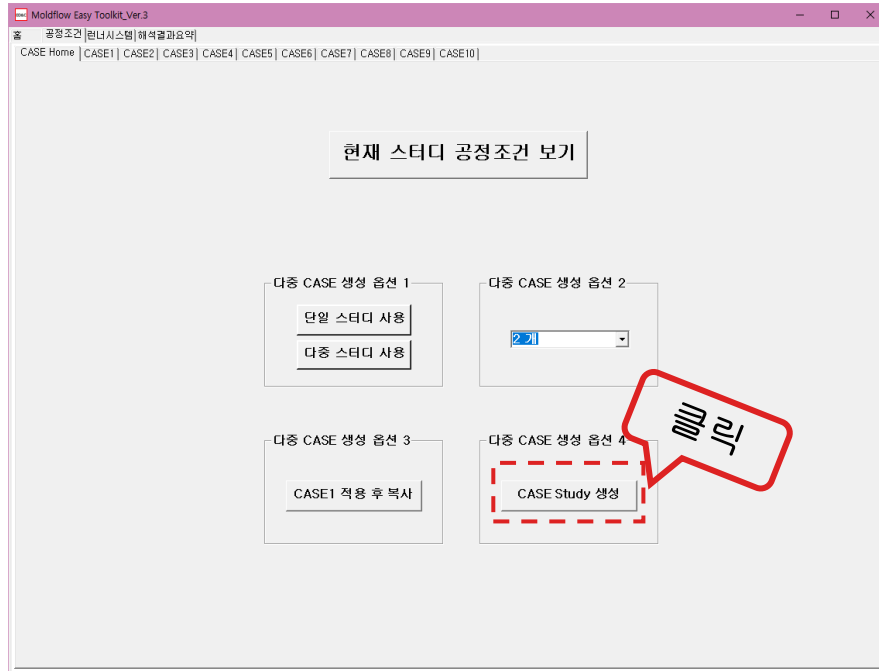 Moldflow Easy Toolkit_Ver.3
홈 공정조건 런너시스템 해석결과요약
CASE Home CASE1 CASE2 CASE3 CASE4 CASE5 CASE6 CASE7 CASE8 CASE9 CASE10
현재 스터디 공정조건 보기
다중 CASE 생성 옵션 1
단일 스터디 사용
다중 스터디 사용
다중 CASE 생성 옵션 2
2 개
다중 CASE 생성 옵션 3
CASE1 적용 후 복사
다중 CASE 생성 옵션 4
CASE Study 생성
클릭